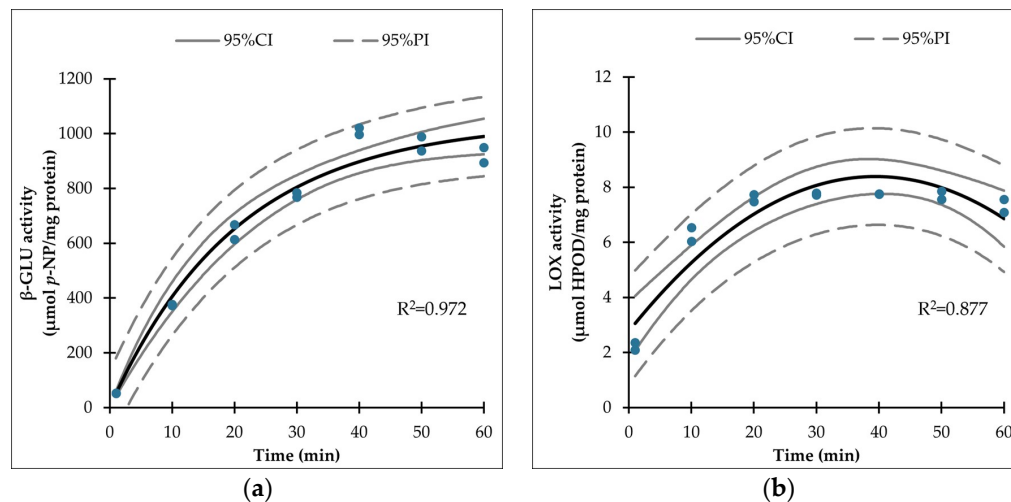 95%CI 95%PI
β-GLU activity
(μmol p-NP/mg protein)
1200
1000
800
600
400
200
0
R²=0.972
0 10 20 30 40 50 60
Time (min)
(a)
95%CI 95%PI
LOX activity
(μmol HPOD/mg protein)
12
10
8
6
4
2
0
R²=0.877
0 10 20 30 40 50 60
Time (min)
(b)